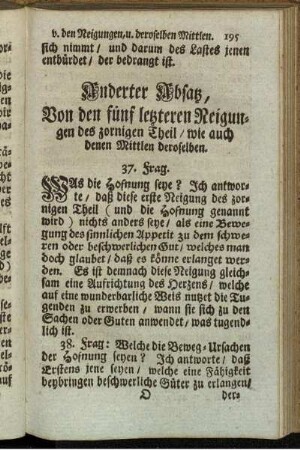 v. den Neigungen, u. deroselben Mittlen. 195
sich nimmt / und darum des Lastes jenen
entbürdet / der bedrangt ist.
Anderter Absatz,
Von den fünf letzteren Neigun-
gen des zornigen Theil / wie auch
denen Mittlen deroselben.
37. Frag.
WAs die Hofnung seye? Ich antwor-
te / daß diese erste Neigung des zor-
nigen Theil (und die Hofnung genannt
wird) nichts anders seye / als eine Bewe-
gung des sinnlichen Appetit zu dem schwe-
ren oder beschwerlichen Gut / welches man
doch glaubet / daß es könne erlanget wer-
den. Es ist demnach diese Neigung gleich-
sam eine Aufrichtung des Herzens / welche
auf eine wunderbarliche Weis nutzet die Tu-
genden zu erwerben / wann sie sich zu den
Sachen oder Guten anwendet / was tugend-
lich ist.
38. Frag: Welche die Beweg-Ursachen
der Hofnung seyen? Ich antworte / daß
Erstens jene seyen / welche eine Fähigkeit
beybringen beschwerliche Güter zu erlangen /
O der-